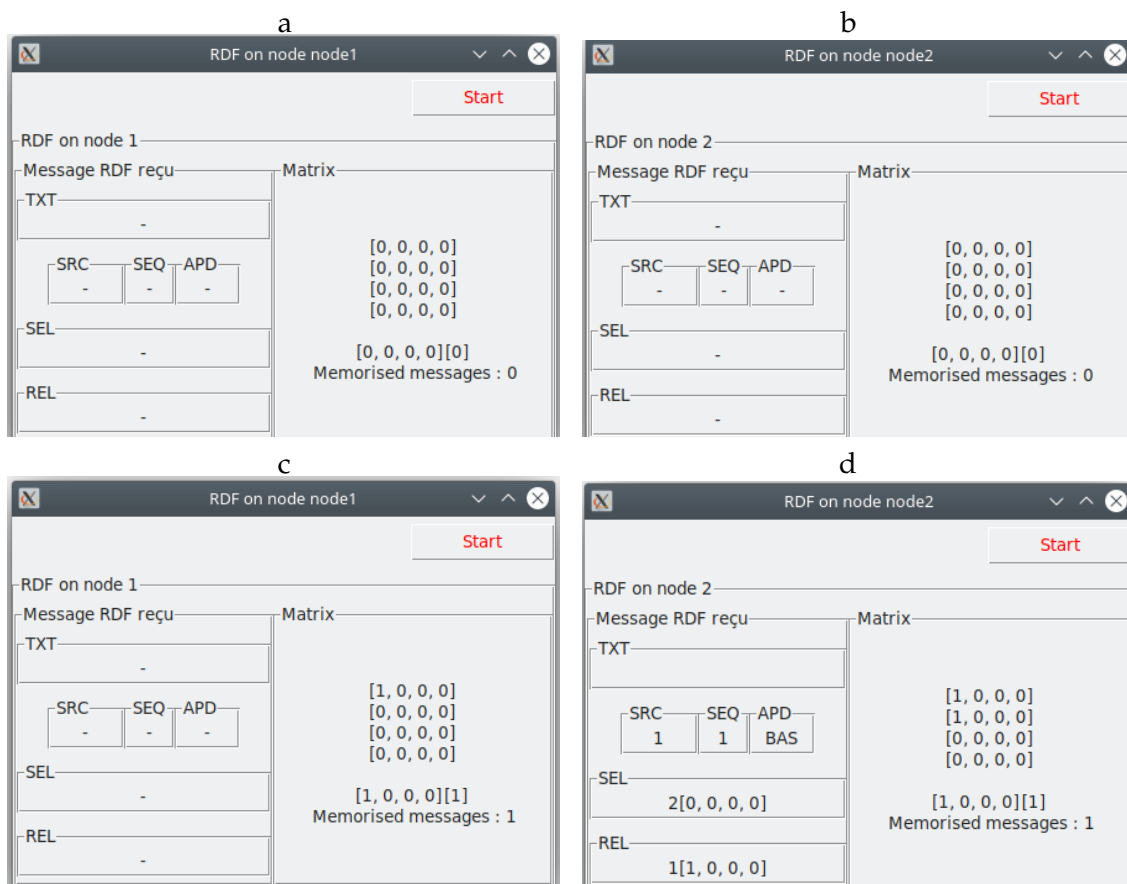 a
RDF on node node1
Start
RDF on node 1
Message RDF reçu
TXT
-
SRC SEQ APD
- - -
SEL
-
REL
-
Matrix
[0, 0, 0, 0]
[0, 0, 0, 0]
[0, 0, 0, 0]
[0, 0, 0, 0]
[0, 0, 0, 0][0]
Memorised messages : 0
b
RDF on node node2
Start
RDF on node 2
Message RDF reçu
TXT
-
SRC SEQ APD
- - -
SEL
-
REL
-
Matrix
[0, 0, 0, 0]
[0, 0, 0, 0]
[0, 0, 0, 0]
[0, 0, 0, 0]
[0, 0, 0, 0][0]
Memorised messages : 0
c
RDF on node node1
Start
RDF on node 1
Message RDF reçu
TXT
-
SRC SEQ APD
- - -
SEL
-
REL
-
Matrix
[1, 0, 0, 0]
[0, 0, 0, 0]
[0, 0, 0, 0]
[0, 0, 0, 0]
[1, 0, 0, 0][1]
Memorised messages : 1
d
RDF on node node2
Start
RDF on node 2
Message RDF reçu
TXT
SRC SEQ APD
1 1 BAS
SEL
2[0, 0, 0, 0]
REL
1[1, 0, 0, 0]
Matrix
[1, 0, 0, 0]
[1, 0, 0, 0]
[0, 0, 0, 0]
[0, 0, 0, 0]
[1, 0, 0, 0][1]
Memorised messages : 1